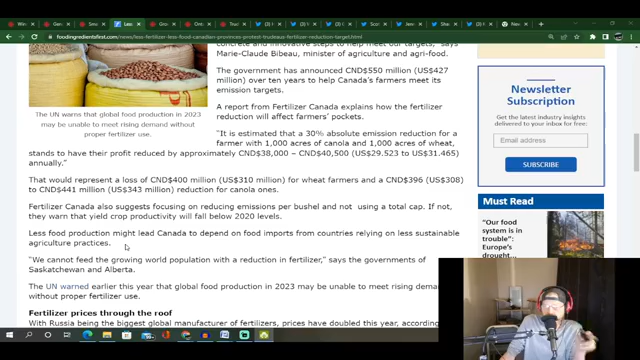 Less
foodingredientsfirst.com/news/less-fertilizer-less-food-canadian-provinces-protest-trudeaus-fertilizer-reduction-target.html
concrete and innovative steps to help meet our targets," says
Marie-Claude Bibeau, minister of agriculture and agri-food.
The government has announced CND$550 million (US$427
million) over ten years to help Canada's farmers meet its
emission targets.
A report from Fertilizer Canada explains how the fertilizer
reduction will affect farmers' pockets.
The UN warns that global food production in 2023
may be unable to meet rising demand without
proper fertilizer use.
"It is estimated that a 30% absolute emission reduction for a
farmer with 1,000 acres of canola and 1,000 acres of wheat,
stands to have their profit reduced by approximately CND$38,000 – CND$40,500 (US$29.523 to US$31.465)
annually."
That would represent a loss of CND$400 million (US$310 million) for wheat farmers and a CND$396 (US$308)
to CND$441 million (US$343 million) reduction for canola ones.
Fertilizer Canada also suggests focusing on reducing emissions per bushel and not using a total cap. If not,
they warn that yield crop productivity will fall below 2020 levels.
Less food production might lead Canada to depend on food imports from countries relying on less sustainable
agriculture practices.
"We cannot feed the growing world population with a reduction in fertilizer," says the governments of
Saskatchewan and Alberta.
The UN warned earlier this year that global food production in 2023 may be unable to meet rising demand
without proper fertilizer use.
Fertilizer prices through the roof
With Russia being the biggest global manufacturer of fertilizers, prices have doubled this year, according
Newsletter
Subscription
Get the latest industry insights
delivered to your inbox for free:
Email address
SUBSCRIBE
Must Read
"Our food
system is in
trouble": Europe's
drought...